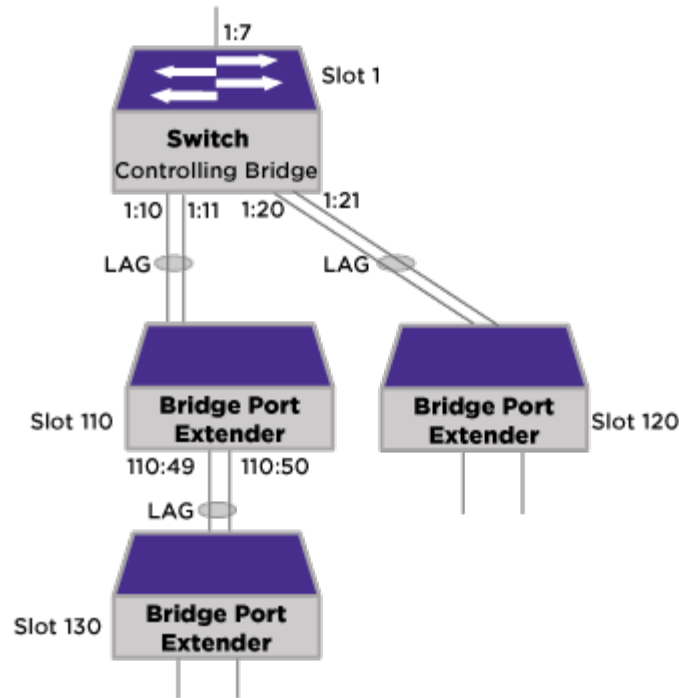 1:7
Slot 1
Switch
Controlling Bridge
1:10
1:11
1:20
1:21
LAG
LAG
Slot 110
Bridge Port
Extender
Bridge Port
Extender
Slot 120
110:49
110:50
LAG
Slot 130
Bridge Port
Extender